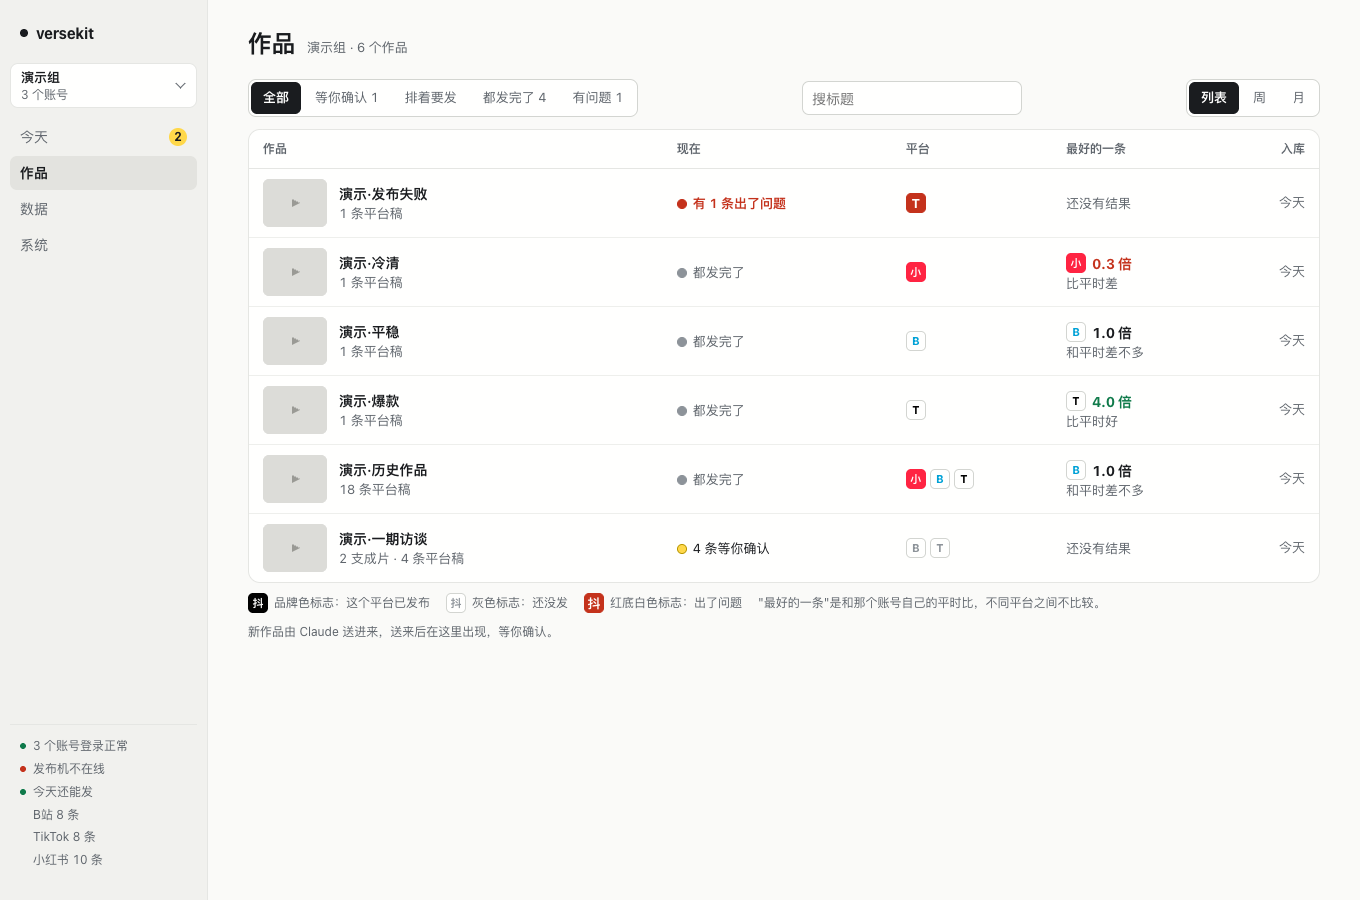 versekit
演示组
3 个账号
今天 2
作品
数据
系统
3 个账号登录正常
发布机不在线
今天还能发
B站 8 条
TikTok 8 条
小红书 10 条
作品 演示组 · 6 个作品
全部 等你确认 1 排着要发 都发完了 4 有问题 1 搜标题 列表 周 月
作品 现在 平台 最好的一条 入库
演示·发布失败
1 条平台稿
有 1 条出了问题 T 还没有结果 今天
演示·冷清
1 条平台稿
都发完了 小 小 0.3 倍
比平时差
今天
演示·平稳
1 条平台稿
都发完了 B B 1.0 倍
和平时差不多
今天
演示·爆款
1 条平台稿
都发完了 T T 4.0 倍
比平时好
今天
演示·历史作品
18 条平台稿
都发完了 小 B T B 1.0 倍
和平时差不多
今天
演示·一期访谈
2 支成片 · 4 条平台稿
4 条等你确认 B T 还没有结果 今天
抖 品牌色标志：这个平台已发布 抖 灰色标志：还没发 抖 红底白色标志：出了问题 "最好的一条"是和那个账号自己的平时比，不同平台之间不比较。
新作品由 Claude 送进来，送来后在这里出现，等你确认。